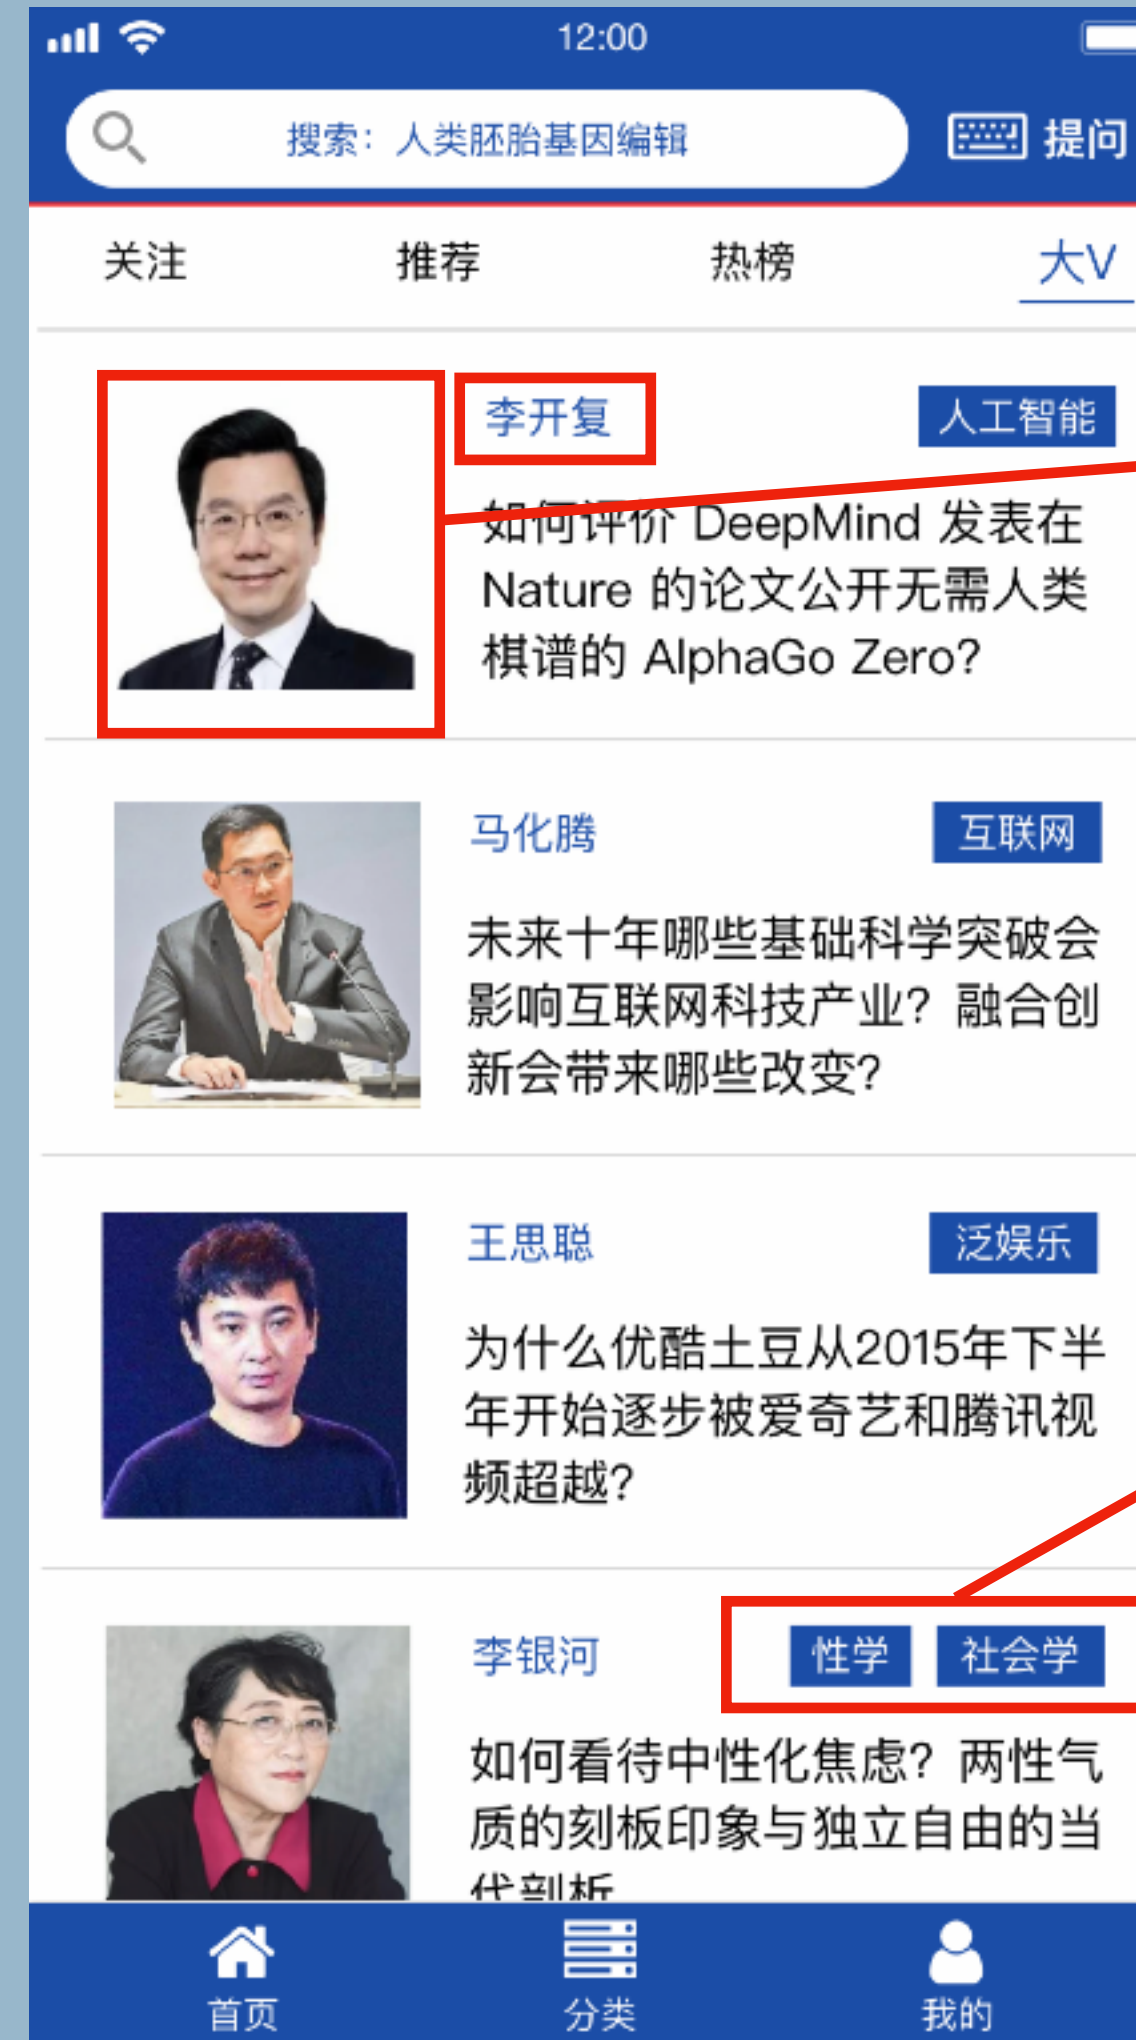 12:00
搜索：人类胚胎基因编辑
提问
关注 推荐 热榜 大V
李开复 人工智能
如何评价 DeepMind 发表在
Nature 的论文公开无需人类
棋谱的 AlphaGo Zero?
马化腾 互联网
未来十年哪些基础科学突破会
影响互联网科技产业？融合创
新会带来哪些改变?
王思聪 泛娱乐
为什么优酷土豆从2015年下半
年开始逐步被爱奇艺和腾讯视
频超越?
李银河 性学 社会学
如何看待中性化焦虑？两性气
质的刻板印象与独立自由的当
代剖析
首页 分类 我的